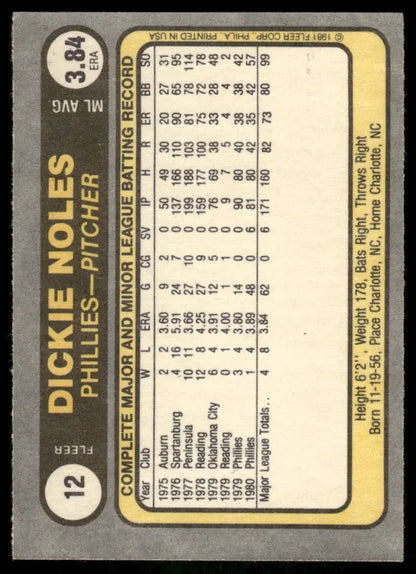 12 FLEER
DICKIE NOLES
PHILLIES—PITCHER
ML AVG
3.84
ERA
COMPLETE MAJOR AND MINOR LEAGUE BATTING RECORD
Year Club W L ERA G CG SV IP H R ER BB SO
1975 Auburn 2 2 3.60 9 2 0 50 49 30 20 27 31
1976 Spartanburg 4 16 5.91 24 7 0 137 166 110 90 65 95
1977 Peninsula 10 11 3.66 27 10 0 199 188 103 81 78 114
1978 Reading 12 8 4.25 27 9 0 159 177 100 75 72 78
1979 Oklahoma City 6 4 3.91 12 1 0 76 69 38 33 28 48
1979 Reading 0 1 4.00 2 0 0 9 7 5 4 4 2
1979 Phillies 3 4 3.80 14 0 0 90 80 40 38 38 42
1980 Phillies 1 4 3.89 48 0 6 81 80 42 35 42 57
Major League Totals.. 4 8 3.84 62 0 6 171 160 82 73 80 99
Height 6'2", Weight 178, Bats Right, Throws Right
Born 11-19-56, Place Charlotte, NC, Home Charlotte, NC
© 1981 FLEER CORP., PHILA. PRINTED IN USA